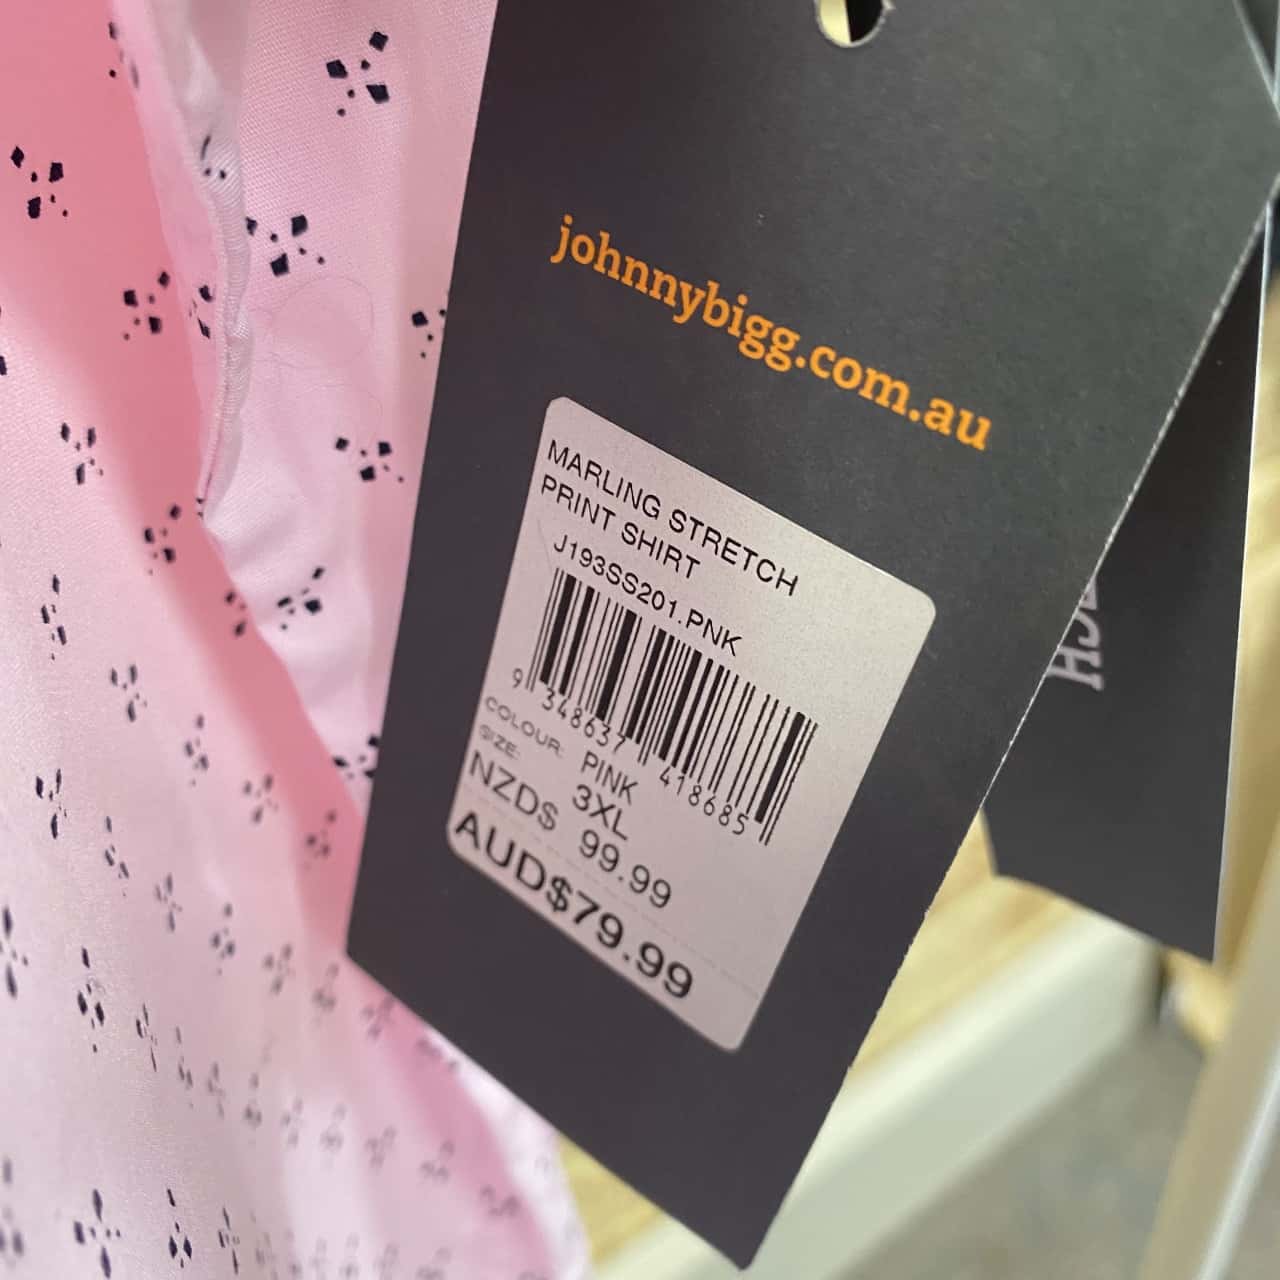 johnnybigg.com.au
MARLING STRETCH
PRINT SHIRT
J193SS201.PNK
9 348637 418685
COLOUR: PINK
SIZE: 3XL
NZD$ 99.99
AUD$79.99